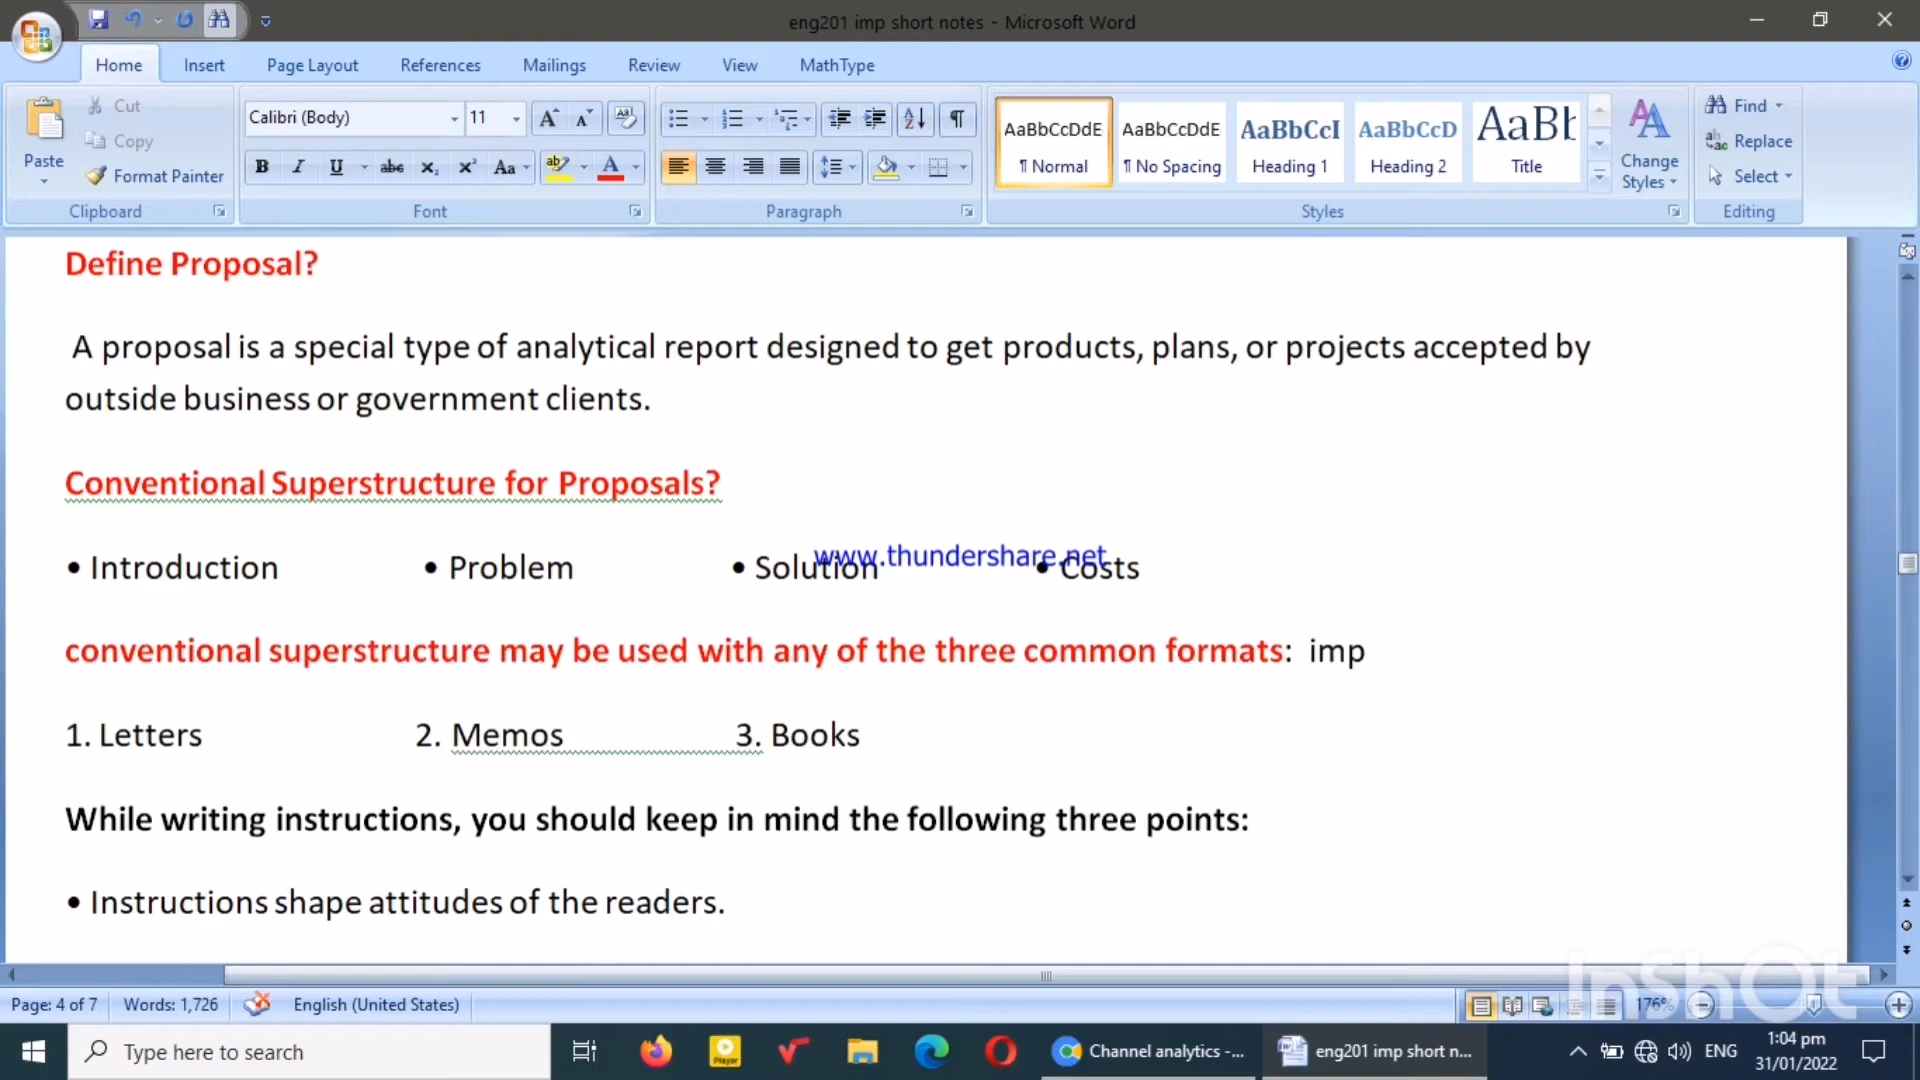 eng201 imp short notes - Microsoft Word
Home Insert Page Layout References Mailings Review View MathType
Paste
Cut
Copy
Format Painter
Clipboard
Calibri (Body) 11
Font
Paragraph
AaBbCcDdE AaBbCcDdE AaBbCcI AaBbCcD AaBb
¶ Normal ¶ No Spacing Heading 1 Heading 2 Title
Change
Styles
Styles
Find
Replace
Select
Editing
Define Proposal?
A proposal is a special type of analytical report designed to get products, plans, or projects accepted by
outside business or government clients.
Conventional Superstructure for Proposals?
• Introduction • Problem • Solution • Costs
www.thundershare.net
conventional superstructure may be used with any of the three common formats: imp
1. Letters 2. Memos 3. Books
While writing instructions, you should keep in mind the following three points:
• Instructions shape attitudes of the readers.
InShOt
Page: 4 of 7 Words: 1,726 English (United States) 176%
Type here to search Player Channel analytics -... eng201 imp short n... ENG
1:04 pm
31/01/2022